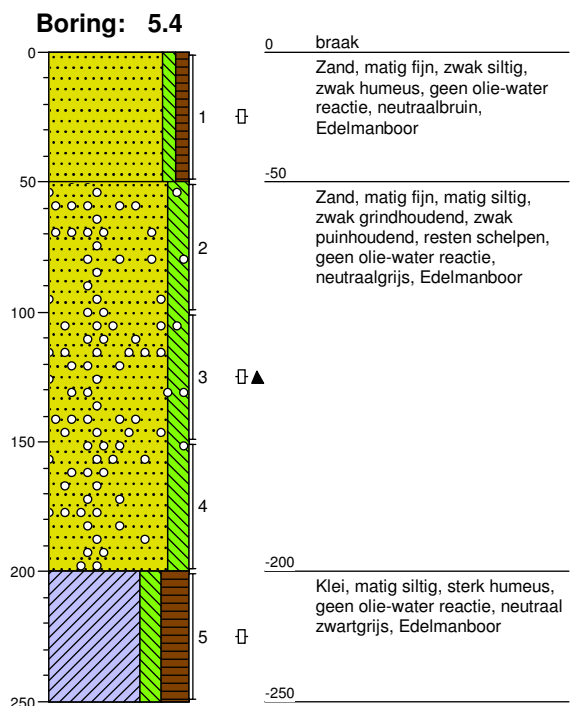 Boring: 5.4
0
0 braak
Zand, matig fijn, zwak siltig,
zwak humeus, geen olie-water
reactie, neutraalbruin,
Edelmanboor
1
50
-50
Zand, matig fijn, matig siltig,
zwak grindhoudend, zwak
puinhoudend, resten schelpen,
geen olie-water reactie,
neutraalgrijs, Edelmanboor
2
100
3
150
4
200
-200
Klei, matig siltig, sterk humeus,
geen olie-water reactie, neutraal
zwartgrijs, Edelmanboor
5
250
-250